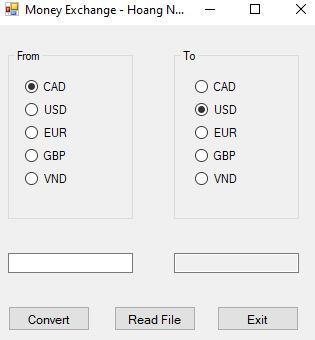 Money Exchange - Hoang N...
From To
CAD CAD
USD USD
EUR EUR
GBP GBP
VND VND
Convert Read File Exit